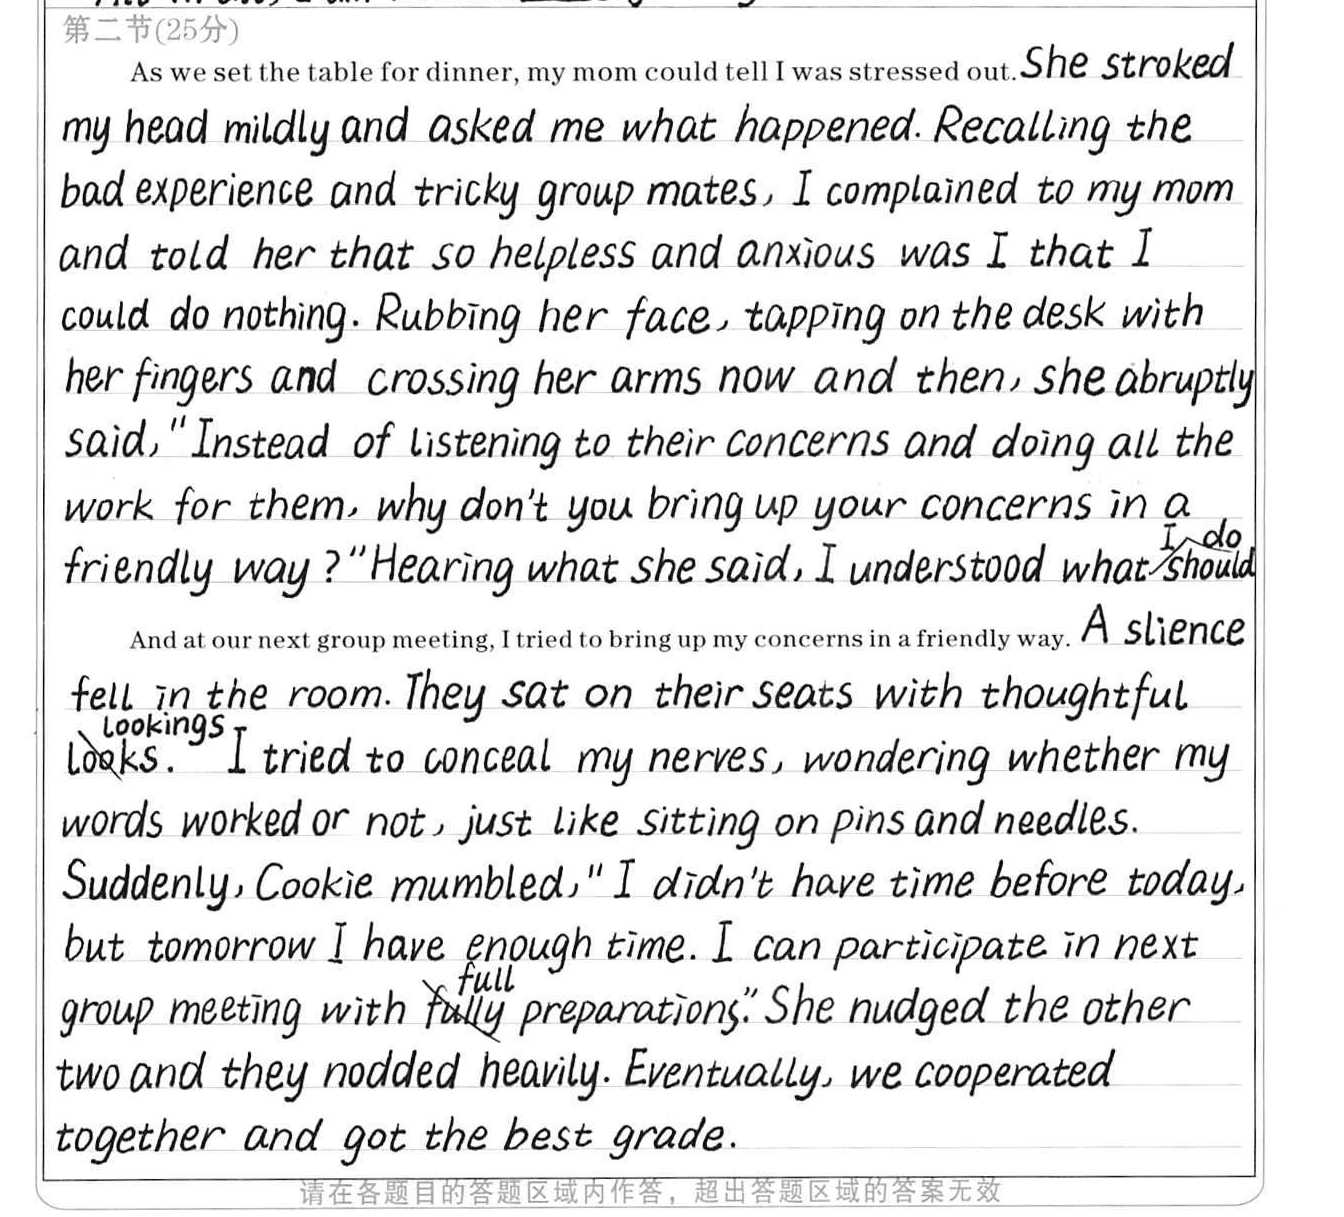 第二节(25分)
As we set the table for dinner, my mom could tell I was stressed out. She stroked
my head mildly and asked me what happened. Recalling the
bad experience and tricky group mates, I complained to my mom
and told her that so helpless and anxious was I that I
could do nothing. Rubbing her face, tapping on the desk with
her fingers and crossing her arms now and then, she abruptly
said, "Instead of listening to their concerns and doing all the
work for them, why don't you bring up your concerns in a
friendly way?" Hearing what she said, I understood what I should do
And at our next group meeting, I tried to bring up my concerns in a friendly way. A slience
fell in the room. They sat on their seats with thoughtful
lookings
looks. I tried to conceal my nerves, wondering whether my
words worked or not, just like sitting on pins and needles.
Suddenly, Cookie mumbled, "I didn't have time before today,
but tomorrow I have enough time. I can participate in next
full
group meeting with fully preparations." She nudged the other
two and they nodded heavily. Eventually, we cooperated
together and got the best grade.
请在各题目的答题区域内作答，超出答题区域的答案无效